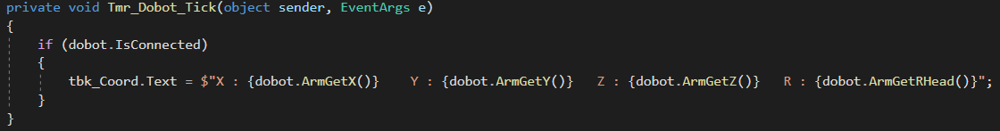 private void Tmr_Dobot_Tick(object sender, EventArgs e)
{
    if (dobot.IsConnected)
    {
        tbk_Coord.Text = $"X : {dobot.ArmGetX()}    Y : {dobot.ArmGetY()}   Z : {dobot.ArmGetZ()}   R : {dobot.ArmGetRHead()}";
    }
}